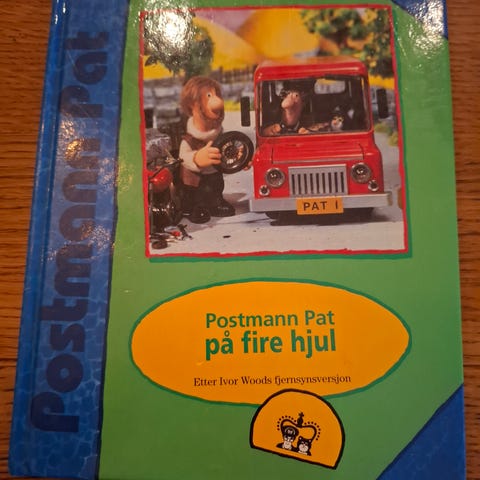 Postmann Pat
PAT 1
Postmann Pat
på fire hjul
Etter Ivor Woods fjernsynsversjon